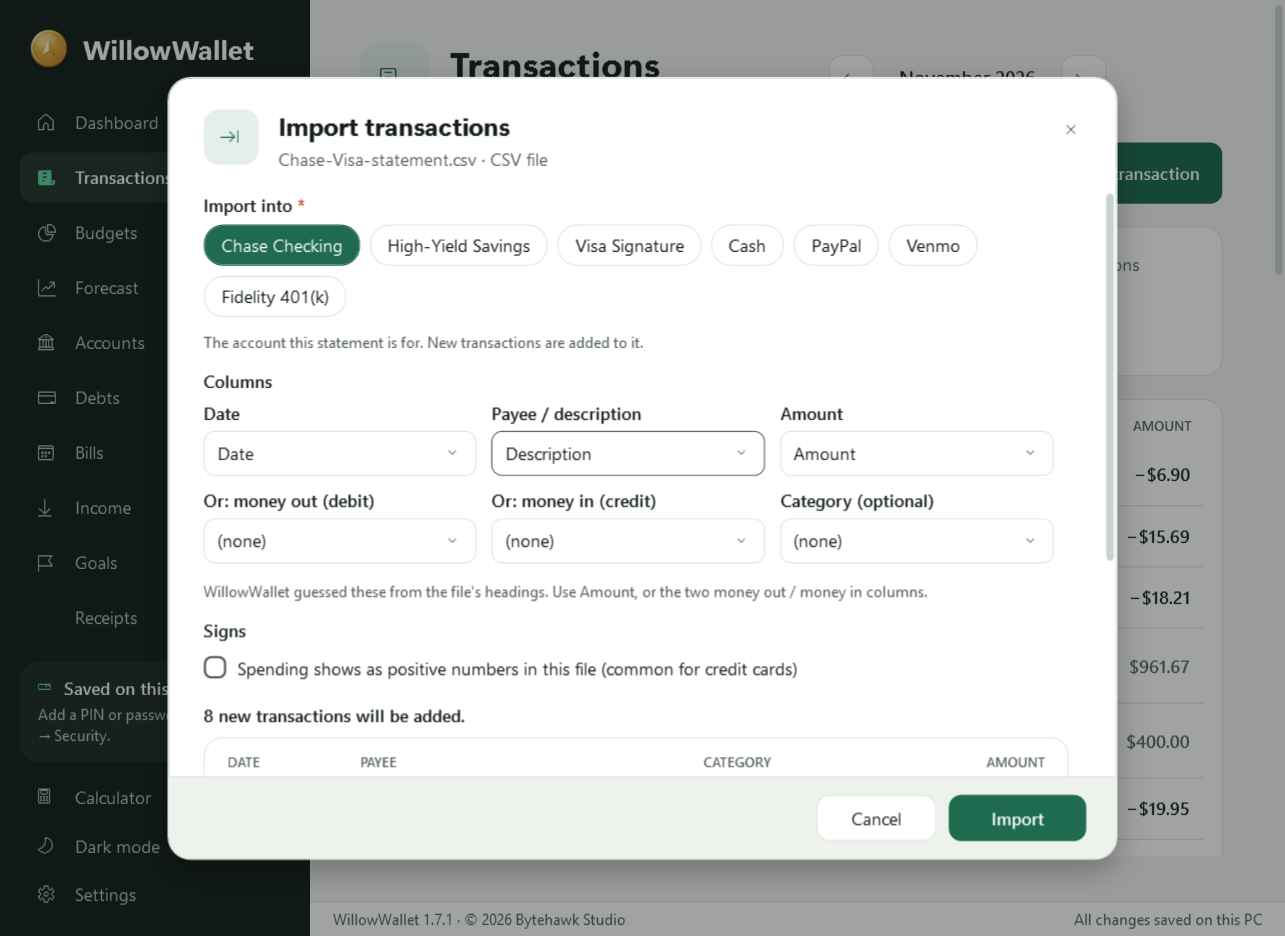 WillowWallet
Dashboard
Transactions
Budgets
Forecast
Accounts
Debts
Bills
Income
Goals
Receipts
Saved on this
Add a PIN or
→ Security.
Calculator
Dark mode
Settings
Transactions
November 2026
Import transactions
Chase-Visa-statement.csv · CSV file
Import into *
Chase Checking High-Yield Savings Visa Signature Cash PayPal Venmo
Fidelity 401(k)
The account this statement is for. New transactions are added to it.
Columns
Date Payee / description Amount
Date Description Amount
Or: money out (debit) Or: money in (credit) Category (optional)
(none) (none) (none)
WillowWallet guessed these from the file's headings. Use Amount, or the two money out / money in columns.
Signs
Spending shows as positive numbers in this file (common for credit cards)
8 new transactions will be added.
DATE PAYEE CATEGORY AMOUNT
Cancel Import
transaction
AMOUNT
−$6.90
−$15.69
−$18.21
$961.67
$400.00
−$19.95
WillowWallet 1.7.1 · © 2026 Bytehawk Studio
All changes saved on this PC